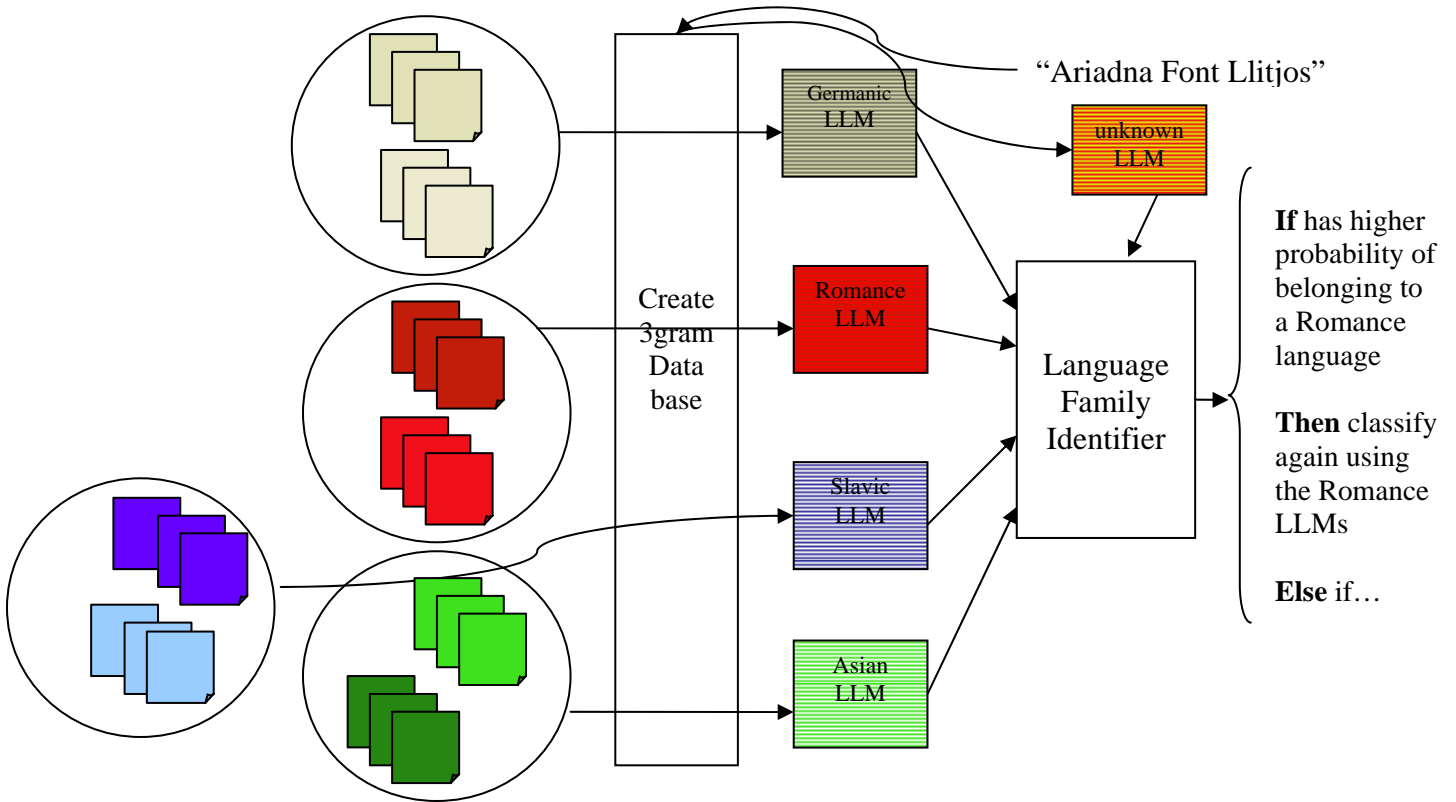 “Ariadna Font Llitjos”
Germanic
LLM
unknown
LLM
Create
3gram
Data
base
Romance
LLM
Slavic
LLM
Asian
LLM
Language
Family
Identifier
If has higher
probability of
belonging to
a Romance
language
Then classify
again using
the Romance
LLMs
Else if…